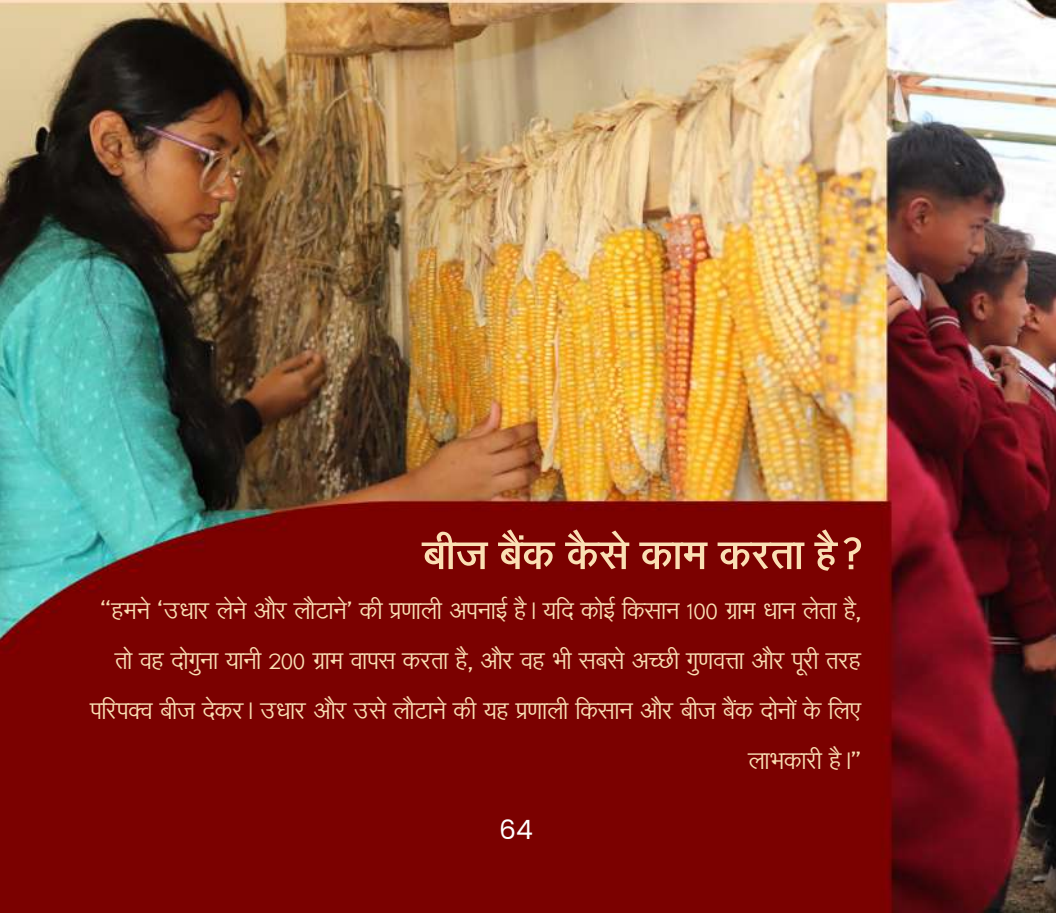 बीज बैंक कैसे काम करता है?
“हमने ‘उधार लेने और लौटाने’ की प्रणाली अपनाई है। यदि कोई किसान 100 ग्राम धान लेता है,
तो वह दोगुना यानी 200 ग्राम वापस करता है, और वह भी सबसे अच्छी गुणवत्ता और पूरी तरह
परिपक्व बीज देकर। उधार और उसे लौटाने की यह प्रणाली किसान और बीज बैंक दोनों के लिए
लाभकारी है।”
64